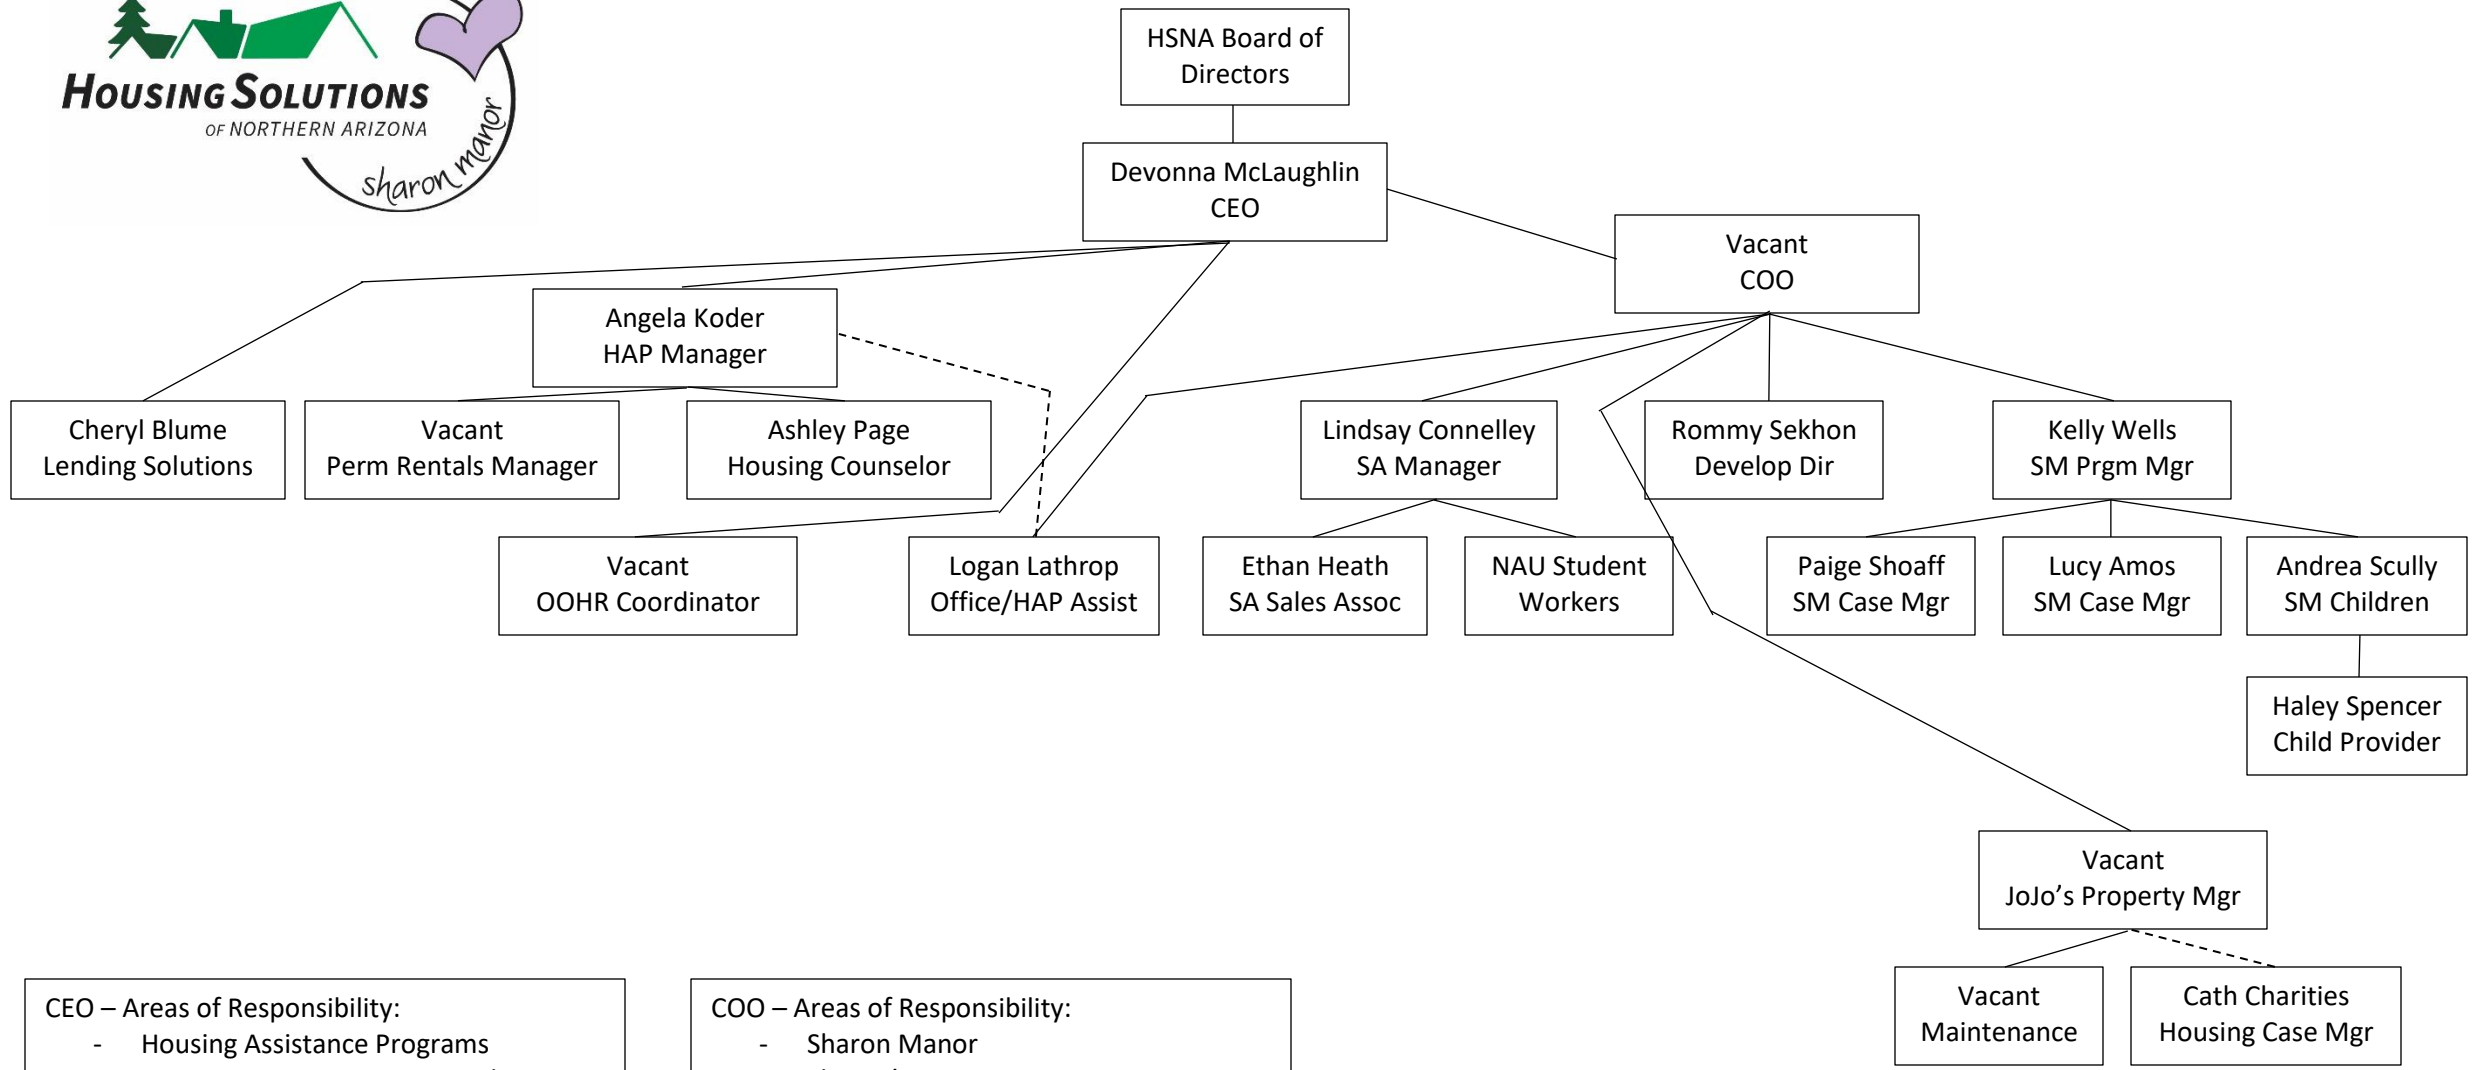 HOUSING SOLUTIONS
OF NORTHERN ARIZONA
sharon manor
HSNA Board of
Directors
Devonna McLaughlin
CEO
Vacant
COO
Angela Koder
HAP Manager
Cheryl Blume
Lending Solutions
Vacant
Perm Rentals Manager
Ashley Page
Housing Counselor
Lindsay Connelley
SA Manager
Rommy Sekhon
Develop Dir
Kelly Wells
SM Prgm Mgr
Vacant
OOHR Coordinator
Logan Lathrop
Office/HAP Assist
Ethan Heath
SA Sales Assoc
NAU Student
Workers
Paige Shoaff
SM Case Mgr
Lucy Amos
SM Case Mgr
Andrea Scully
SM Children
Haley Spencer
Child Provider
Vacant
JoJo’s Property Mgr
Vacant
Maintenance
Cath Charities
Housing Case Mgr
CEO – Areas of Responsibility:
- Housing Assistance Programs
COO – Areas of Responsibility:
- Sharon Manor